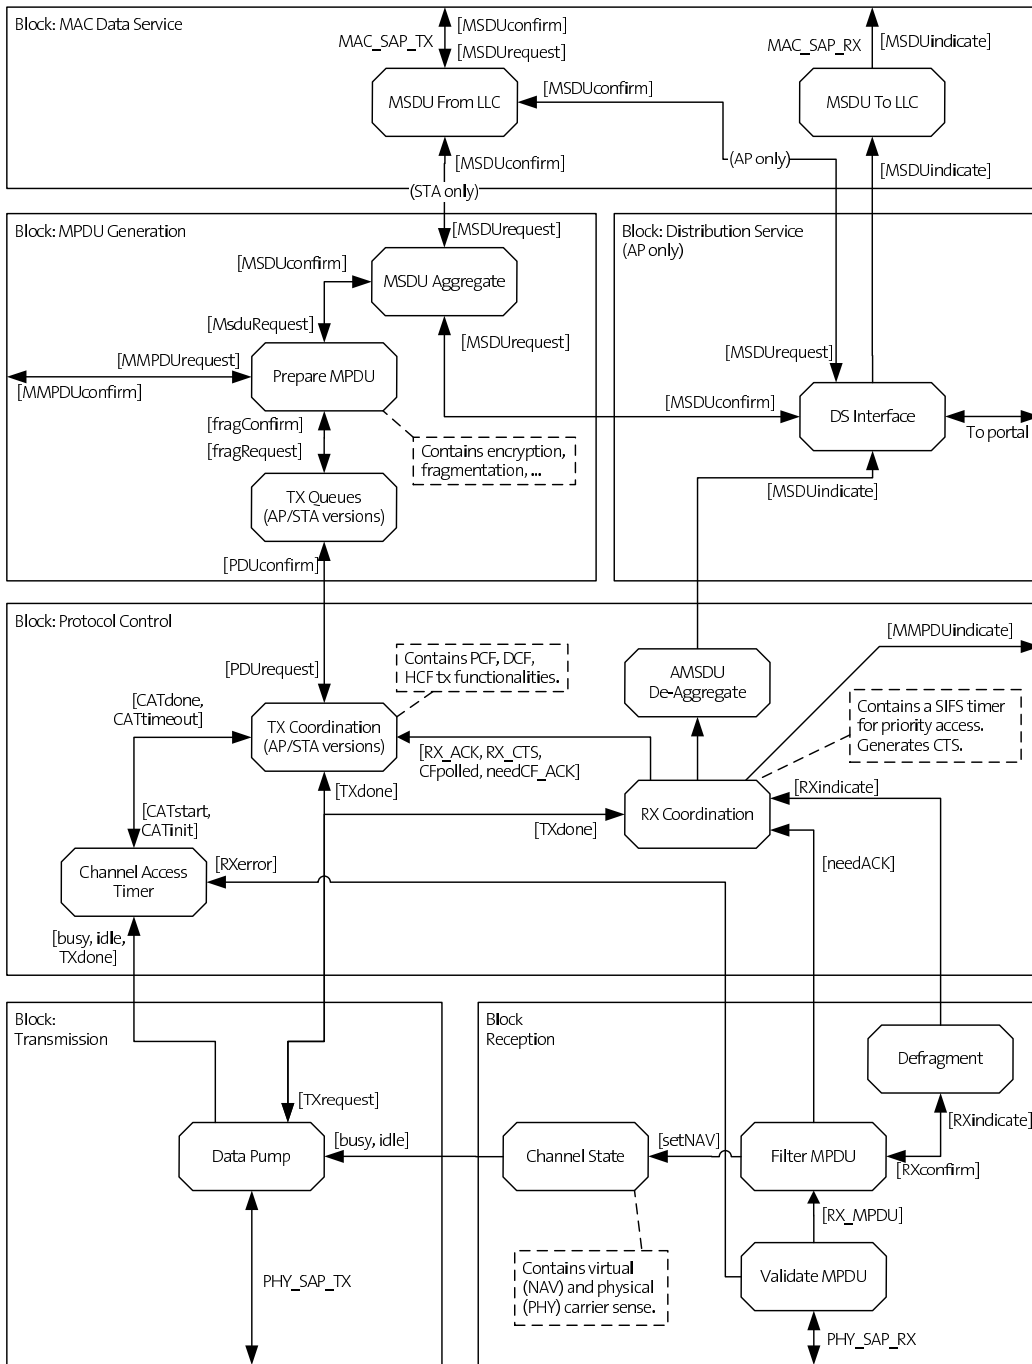 Block: MAC Data Service
MAC_SAP_TX
[MSDUconfirm]
[MSDUrequest]
MAC_SAP_RX
[MSDUindicate]
MSDU From LLC
[MSDUconfirm]
MSDU To LLC
[MSDUconfirm]
(AP only)
[MSDUindicate]
(STA only)
Block: MPDU Generation
[MSDUrequest]
Block: Distribution Service
(AP only)
[MSDUconfirm]
MSDU Aggregate
[MsduRequest]
[MSDUrequest]
[MSDUrequest]
[MMPDUrequest]
Prepare MPDU
[MMPDUconfirm]
[MSDUconfirm]
DS Interface
To portal
[fragConfirm]
[fragRequest]
Contains encryption,
fragmentation, ...
TX Queues
(AP/STA versions)
[MSDUindicate]
[PDUconfirm]
Block: Protocol Control
[MMPDUindicate]
[PDUrequest]
Contains PCF, DCF,
HCF tx functionalities.
AMSDU
De-Aggregate
[CATdone,
CATtimeout]
TX Coordination
(AP/STA versions)
Contains a SIFS timer
for priority access.
Generates CTS.
[RX_ACK, RX_CTS,
CFpolled, needCF_ACK]
[TXdone]
[RXindicate]
[CATstart,
CATinit]
[TXdone]
RX Coordination
[RXerror]
[needACK]
Channel Access
Timer
[busy, idle,
TXdone]
Block:
Transmission
Block
Reception
Defragment
[TXrequest]
[RXindicate]
[busy, idle]
[setNAV]
Data Pump
Channel State
Filter MPDU
[RXconfirm]
[RX_MPDU]
Contains virtual
(NAV) and physical
(PHY) carrier sense.
Validate MPDU
PHY_SAP_TX
PHY_SAP_RX